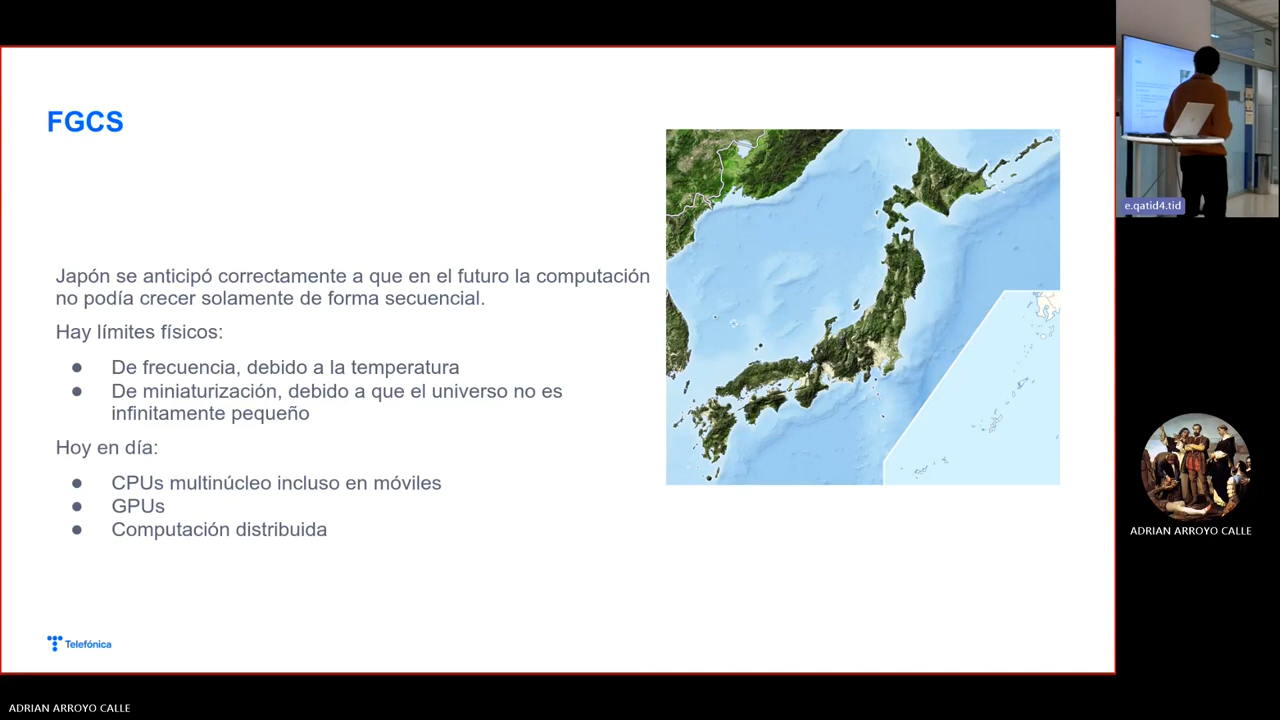 FGCS
Japón se anticipó correctamente a que en el futuro la computación
no podía crecer solamente de forma secuencial.
Hay límites físicos:
● De frecuencia, debido a la temperatura
● De miniaturización, debido a que el universo no es
infinitamente pequeño
Hoy en día:
● CPUs multinúcleo incluso en móviles
● GPUs
● Computación distribuida
Telefónica
e.qatid4.tid
ADRIAN ARROYO CALLE
ADRIAN ARROYO CALLE